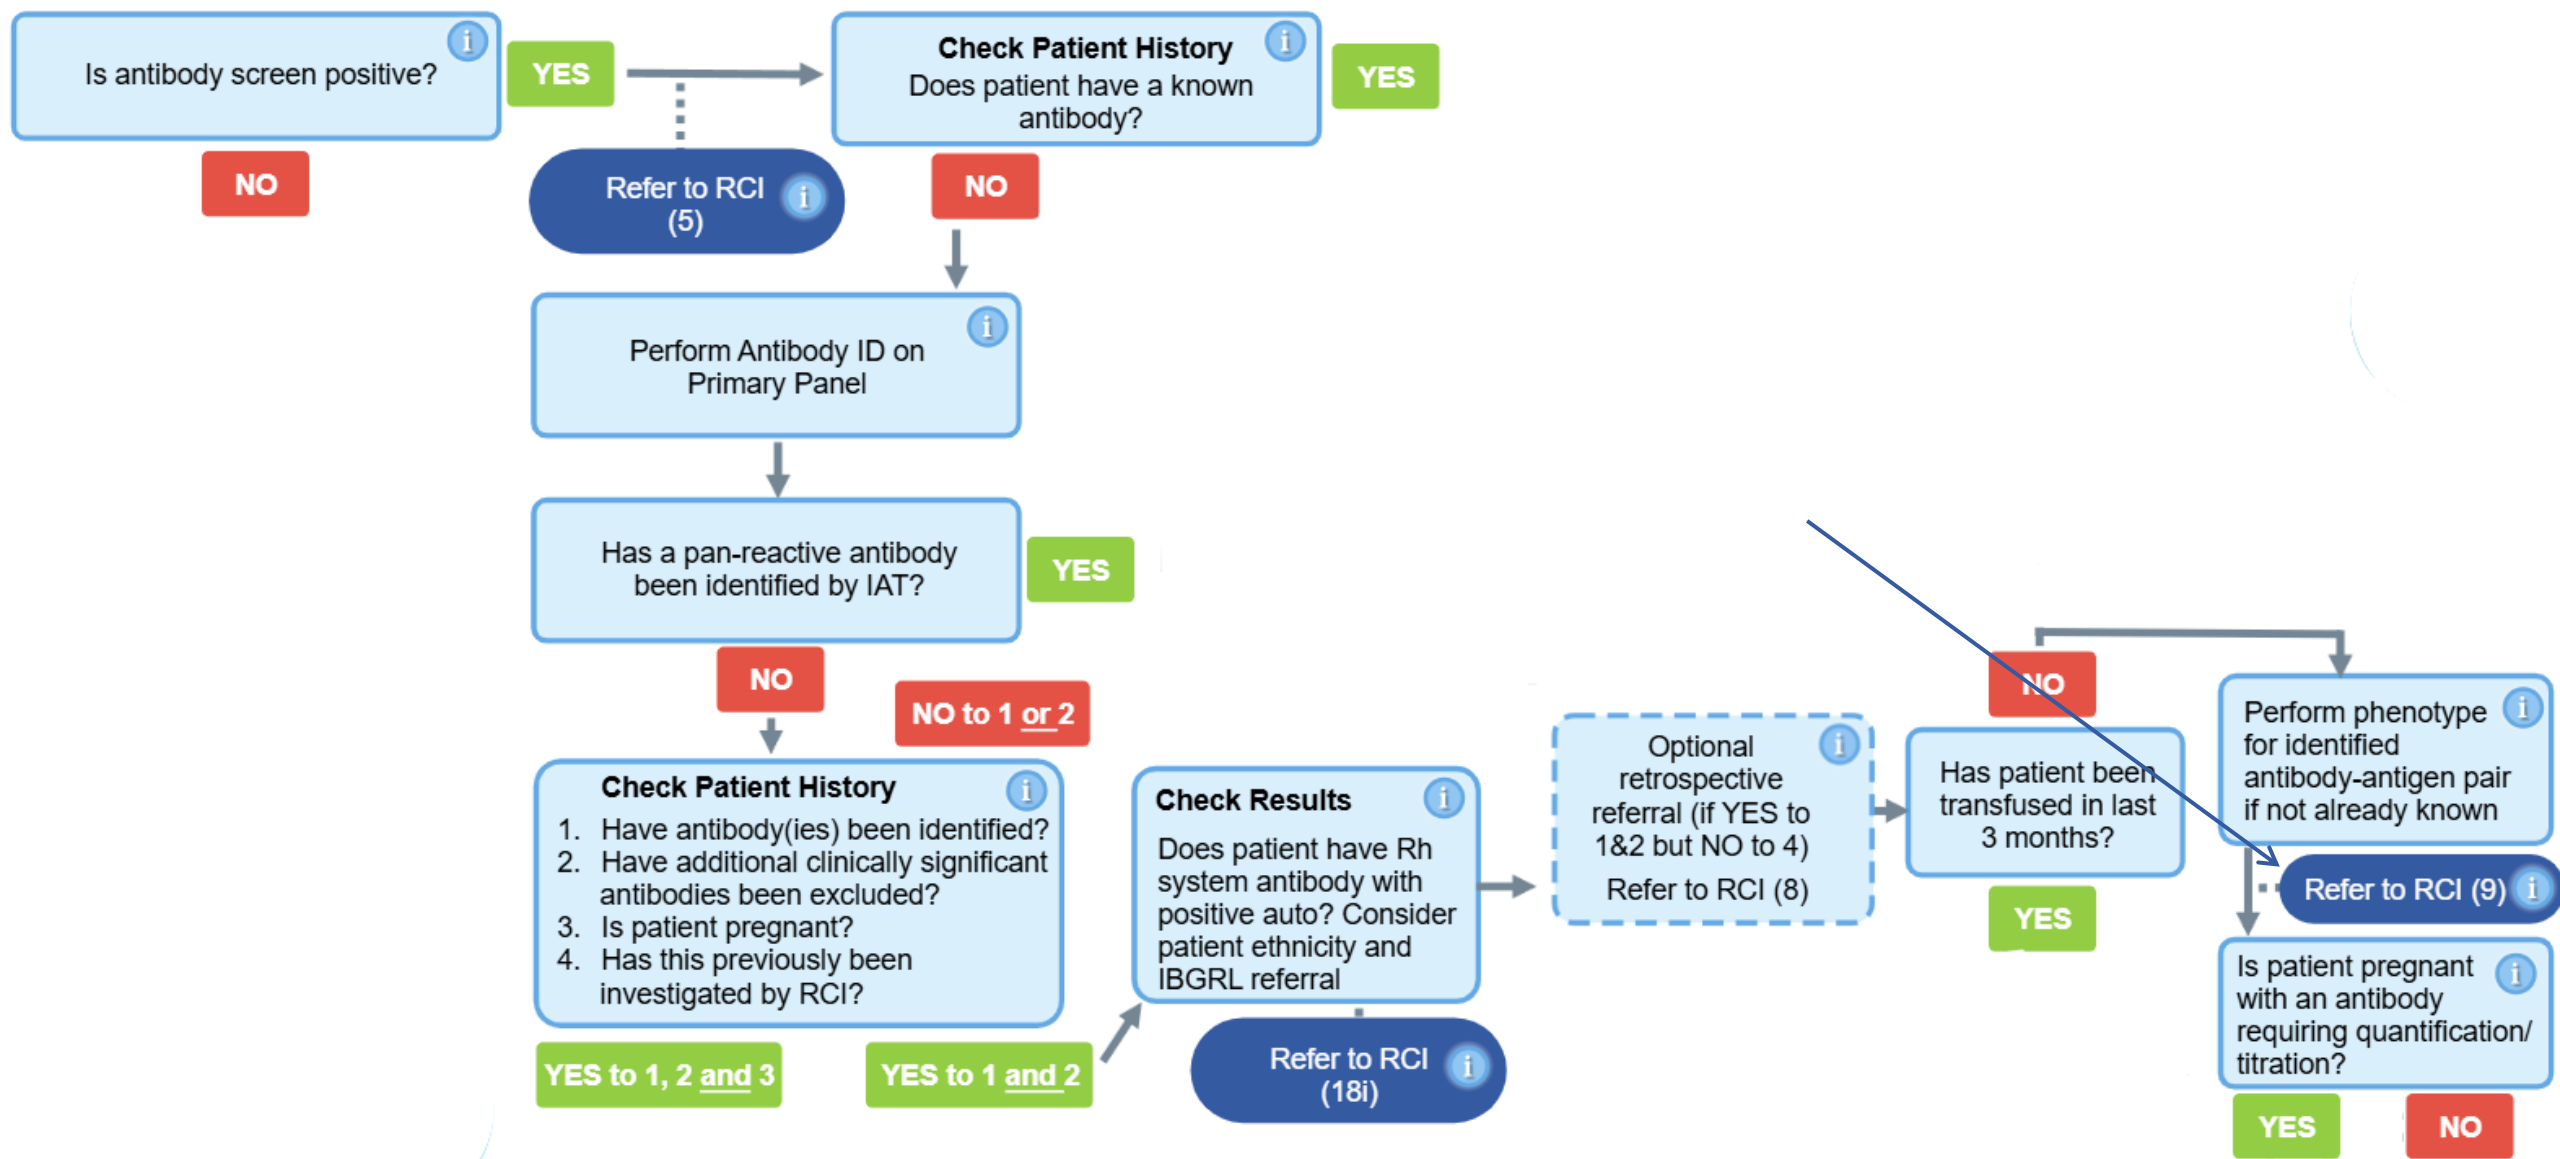 Is antibody screen positive?
YES
NO
Refer to RCI
(5)
Check Patient History
Does patient have a known
antibody?
YES
NO
Perform Antibody ID on
Primary Panel
Has a pan-reactive antibody
been identified by IAT?
YES
NO
NO to 1 or 2
Check Patient History
1. Have antibody(ies) been identified?
2. Have additional clinically significant
antibodies been excluded?
3. Is patient pregnant?
4. Has this previously been
investigated by RCI?
YES to 1, 2 and 3
YES to 1 and 2
Check Results
Does patient have Rh
system antibody with
positive auto? Consider
patient ethnicity and
IBGRL referral
Refer to RCI
(18i)
Optional
retrospective
referral (if YES to
1&2 but NO to 4)
Refer to RCI (8)
NO
Has patient been
transfused in last
3 months?
YES
Perform phenotype
for identified
antibody-antigen pair
if not already known
Refer to RCI (9)
Is patient pregnant
with an antibody
requiring quantification/
titration?
YES
NO